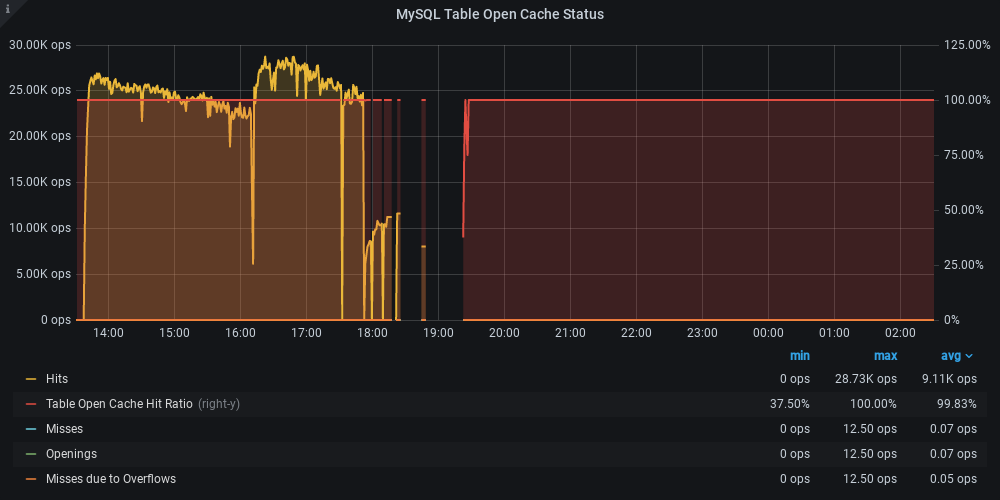 i
MySQL Table Open Cache Status
30.00K ops 125.00%
25.00K ops 100.00%
20.00K ops 75.00%
15.00K ops 50.00%
10.00K ops 25.00%
5.00K ops 0%
0 ops
14:00 15:00 16:00 17:00 18:00 19:00 20:00 21:00 22:00 23:00 00:00 01:00 02:00
min max avg
Hits 0 ops 28.73K ops 9.11K ops
Table Open Cache Hit Ratio (right-y) 37.50% 100.00% 99.83%
Misses 0 ops 12.50 ops 0.07 ops
Openings 0 ops 12.50 ops 0.07 ops
Misses due to Overflows 0 ops 12.50 ops 0.05 ops